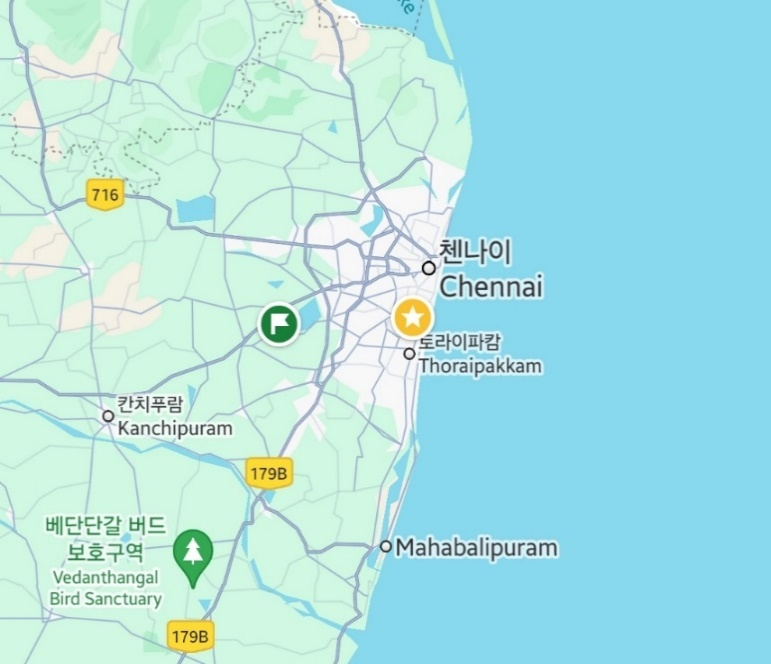 ke
716
첸나이
Chennai
토라이파캄
Thoraipakkam
칸치푸람
Kanchipuram
179B
베단단갈 버드
보호구역
Vedanthangal
Bird Sanctuary
Mahabalipuram
179B